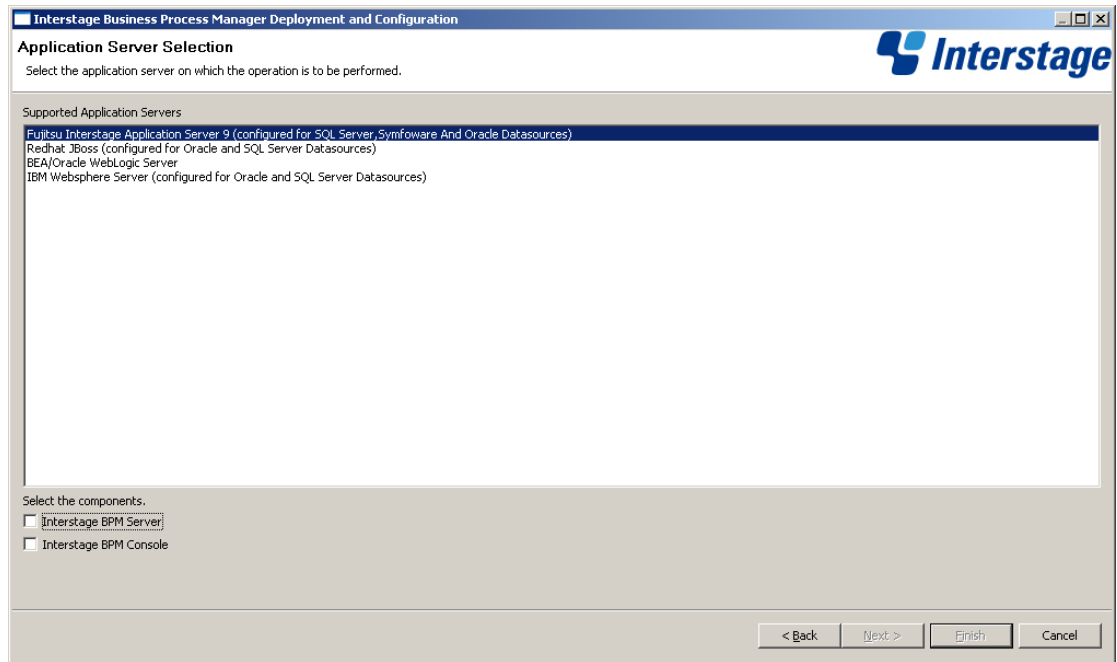 Interstage Business Process Manager Deployment and Configuration
Application Server Selection
Select the application server on which the operation is to be performed.
Interstage
Supported Application Servers
Fujitsu Interstage Application Server 9 (configured for SQL Server,Symfoware And Oracle Datasources)
Redhat JBoss (configured for Oracle and SQL Server Datasources)
BEA/Oracle WebLogic Server
IBM Websphere Server (configured for Oracle and SQL Server Datasources)
Select the components.
Interstage BPM Server
Interstage BPM Console
< Back Next > Finish Cancel